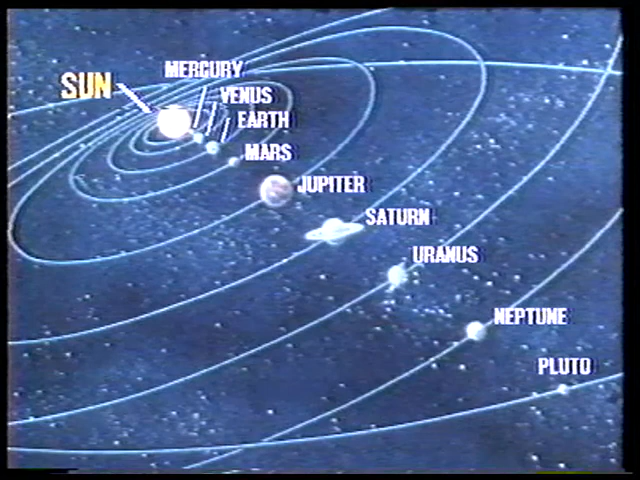 SUN
MERCURY
VENUS
EARTH
MARS
JUPITER
SATURN
URANUS
NEPTUNE
PLUTO